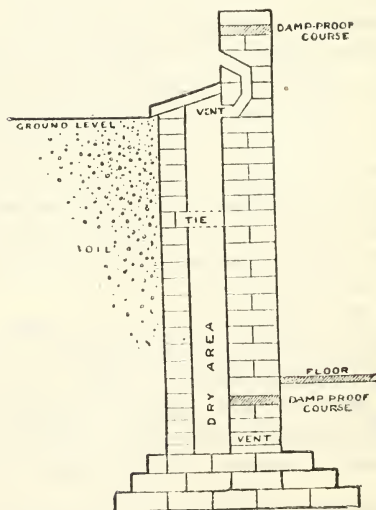 DAMP-PROOF
COURSE
VENT
GROUND LEVEL
TIE
SOIL
DRY AREA
FLOOR
DAMP PROOF
COURSE
VENT